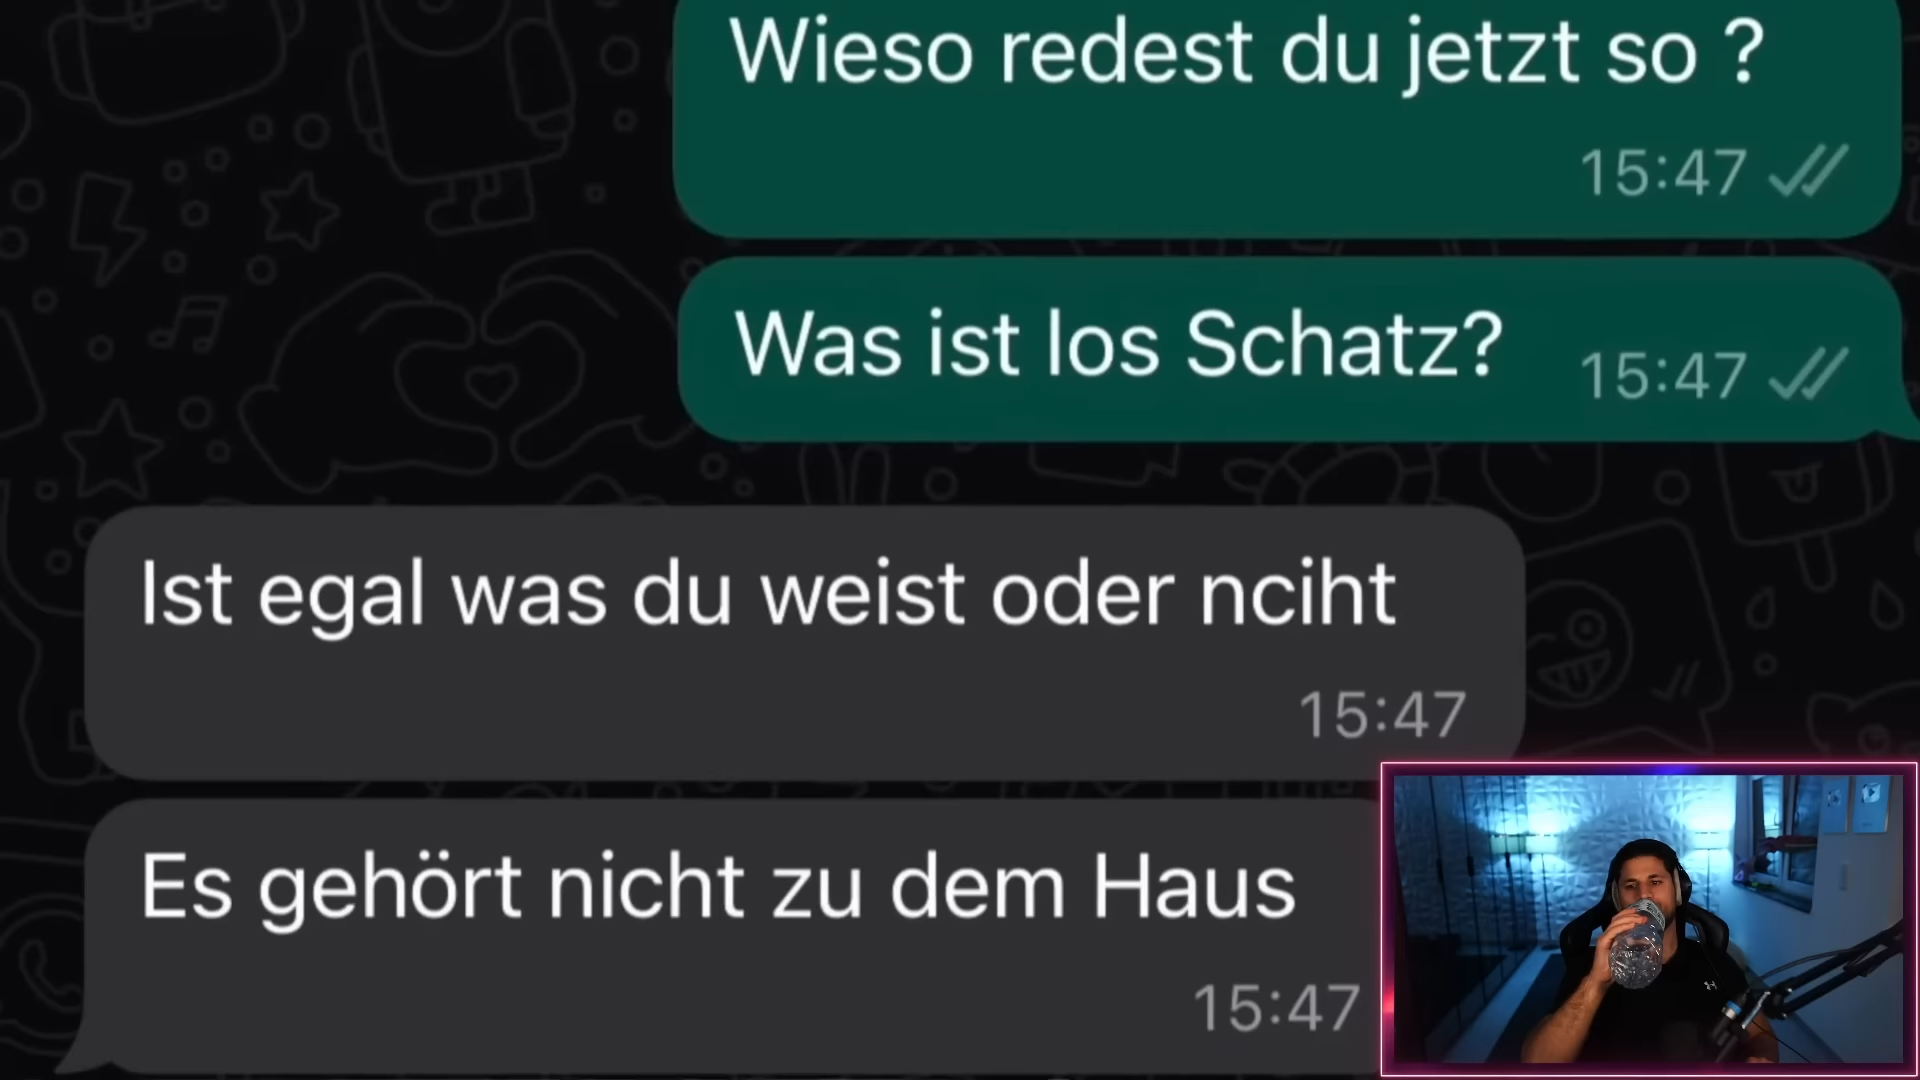 Wieso redest du jetzt so ?
15:47
Was ist los Schatz? 15:47
Ist egal was du weist oder nciht
15:47
Es gehört nicht zu dem Haus
15:47